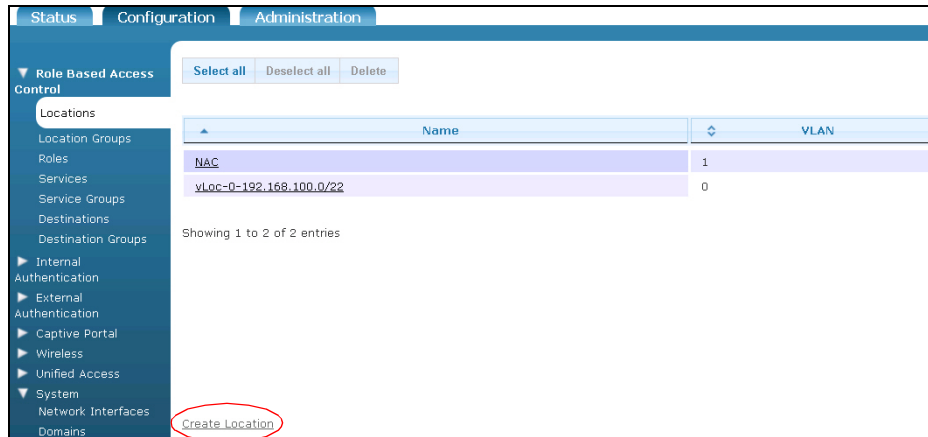 Status Configuration Administration
Role Based Access
Control
Locations
Location Groups
Roles
Services
Service Groups
Destinations
Destination Groups
Internal
Authentication
External
Authentication
Captive Portal
Wireless
Unified Access
System
Network Interfaces
Domains
Select all Deselect all Delete
Name VLAN
NAC 1
vLoc-0-192.168.100.0/22 0
Showing 1 to 2 of 2 entries
Create Location